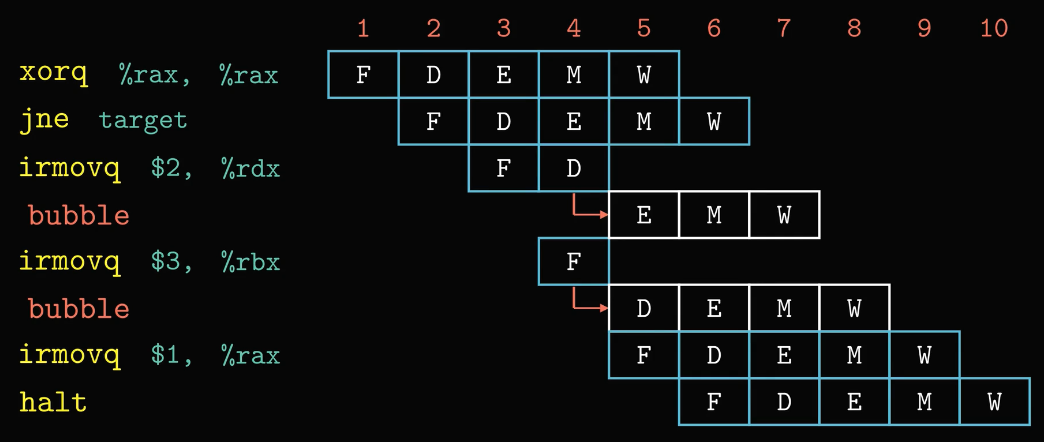 1 2 3 4 5 6 7 8 9 10
xorq %rax, %rax F D E M W
jne target F D E M W
irmovq $2, %rdx F D
bubble E M W
irmovq $3, %rbx F
bubble D E M W
irmovq $1, %rax F D E M W
halt F D E M W